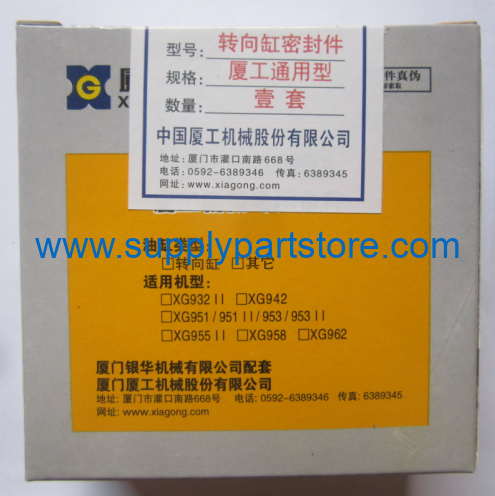 型号: 转向缸密封件
规格: 厦工通用型
数量: 壹套
中国厦工机械股份有限公司
地址: 厦门市灌口南路668号
电话: 0592-6389346 传真: 6389345
网址: www.xiagong.com
G
XIA
件真伪
www.supplypartstore.com
油缸类型:
□转向缸 □其它
适用机型:
□XG932 II □XG942
□XG951/951 II/953/953 II
□XG955 II □XG958 □XG962
厦门银华机械有限公司配套
厦门厦工机械股份有限公司
地址: 厦门市灌口南路668号 电话: 0592-6389346 传真: 6389345
网址: www.xiagong.com